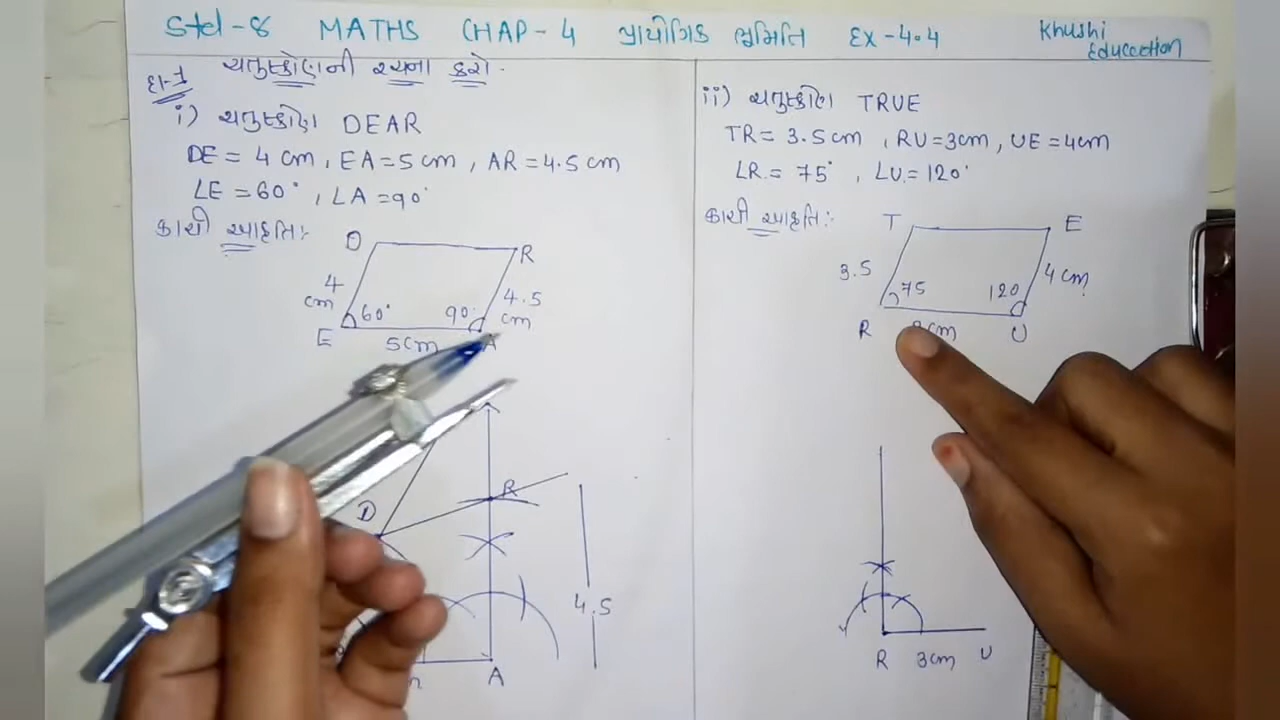 Std-8 MATHS CHAP-4 પ્રાયોગિક ભૂમિતિ Ex-4.4
Khushi
Educcction
દા-1 ચતુષ્કોણની રચના કરો.
i) ચતુષ્કોણ DEAR
DE = 4 cm, EA = 5 cm, AR = 4.5 cm
∠E = 60°, ∠A = 90°
કાચી આકૃતિ:-
D
R
4
cm
60°
90°
4.5
cm
E
5cm
A
D
R
4.5
A
ii) ચતુષ્કોણ TRUE
TR = 3.5 cm, RU = 3cm, UE = 4cm
∠R = 75°, ∠U = 120°
કાચી આકૃતિ:-
T
E
3.5
75
120
4 cm
R
cm
U
R 3cm U